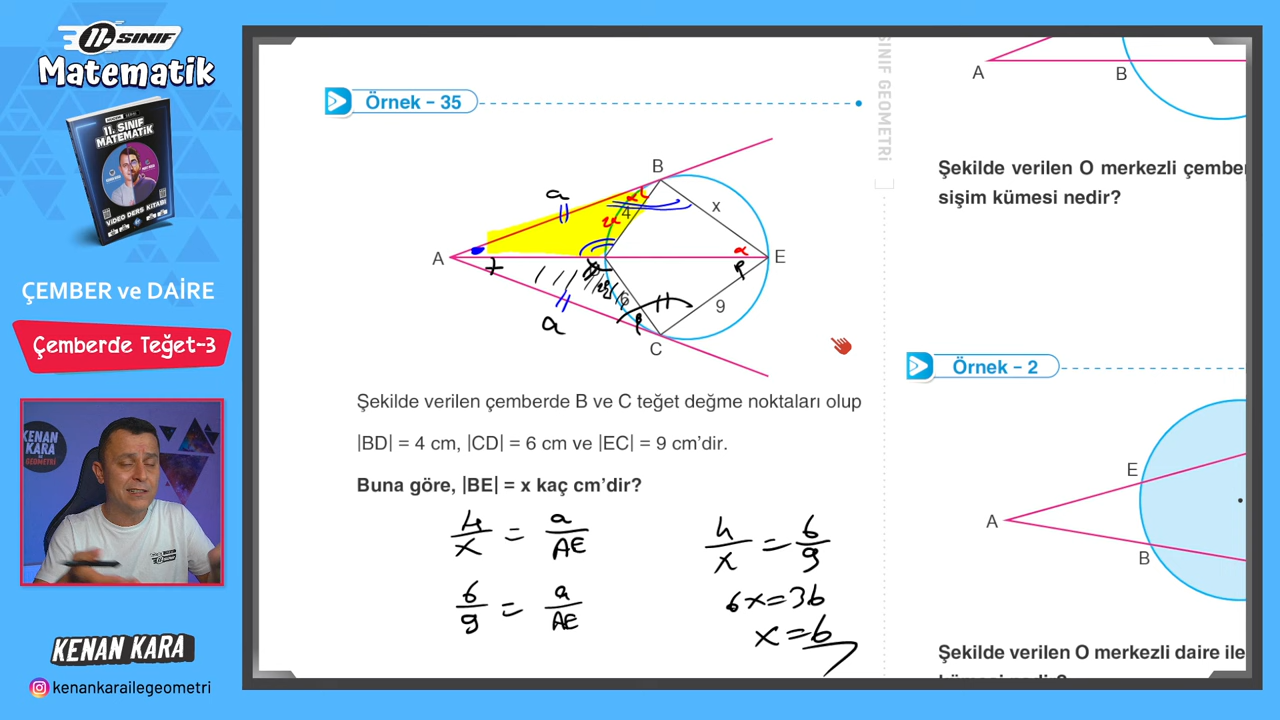 11. SINIF
Matematik
11. SINIF
MATEMATİK
VİDEO DERS KİTABI
ÇEMBER ve DAİRE
Çemberde Teğet-3
KENAN KARA
ile
GEOMETRİ
KENAN KARA
kenankarailegeometri
Örnek – 35
B
a
4
x
A
E
a
6
9
C
Şekilde verilen çemberde B ve C teğet değme noktaları olup
|BD| = 4 cm, |CD| = 6 cm ve |EC| = 9 cm'dir.
Buna göre, |BE| = x kaç cm'dir?
4/x = a/AE
6/9 = a/AE
4/x = 6/9
6x=36
x=6
SINIF GEOMETRİ
A
B
Şekilde verilen O merkezli çembe
sişim kümesi nedir?
Örnek – 2
E
A
B
Şekilde verilen O merkezli daire ile